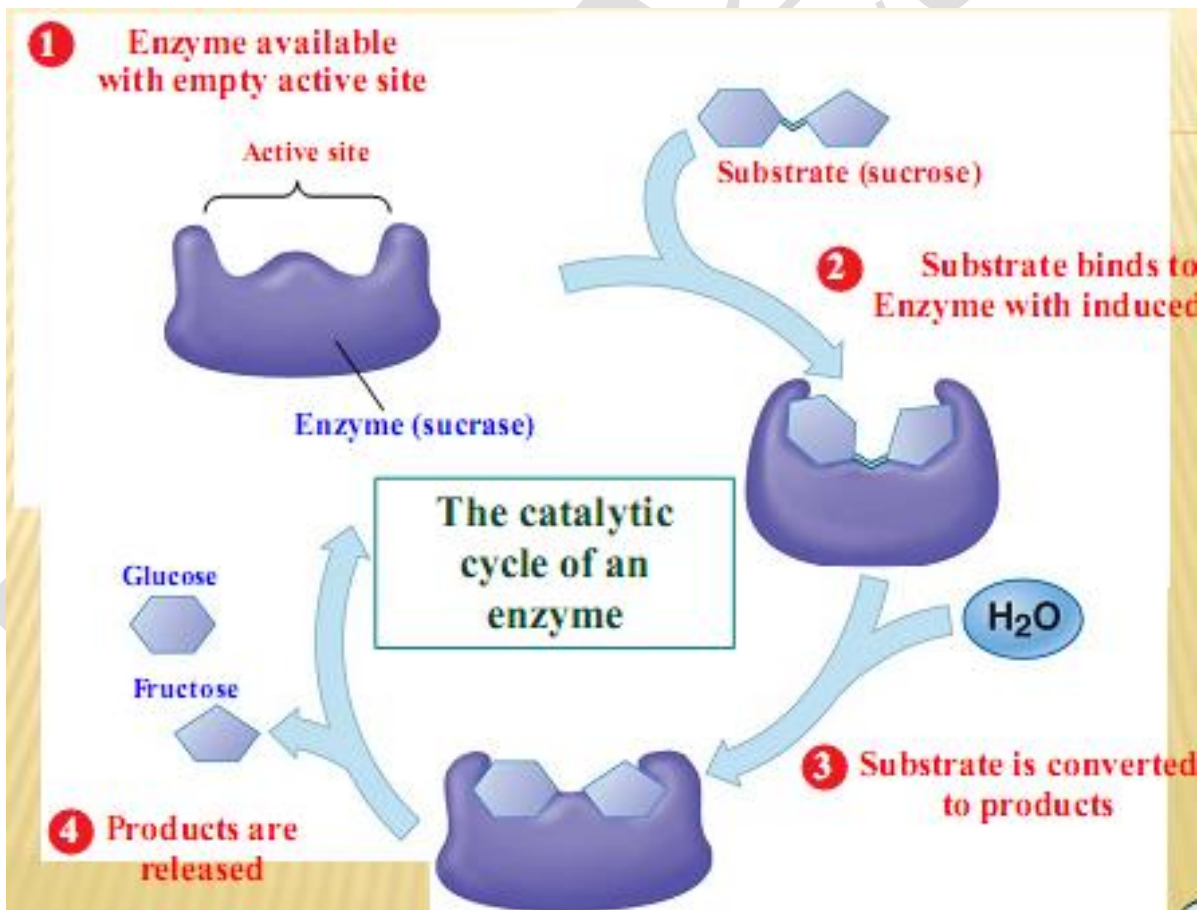 1 Enzyme available
with empty active site
Active site
Substrate (sucrose)
2 Substrate binds to
Enzyme with induced
Enzyme (sucrase)
The catalytic
cycle of an
enzyme
Glucose
Fructose
H₂O
3 Substrate is converted
to products
4 Products are
released